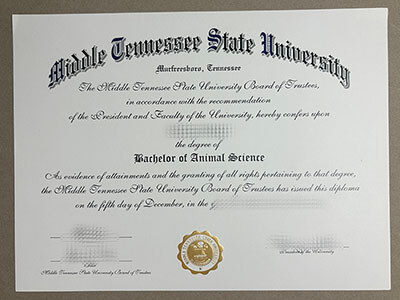 Middle Tennessee State University
Murfreesboro, Tennessee
The Middle Tennessee State University Board of Trustees,
in accordance with the recommendation
of the President and Faculty of the University, hereby confers upon
the degree of
Bachelor of Animal Science
As evidence of attainments and the granting of all rights pertaining to that degree,
the Middle Tennessee State University Board of Trustees has issued this diploma
on the fifth day of December, in the
Middle Tennessee State University Board of Trustees
President of the University